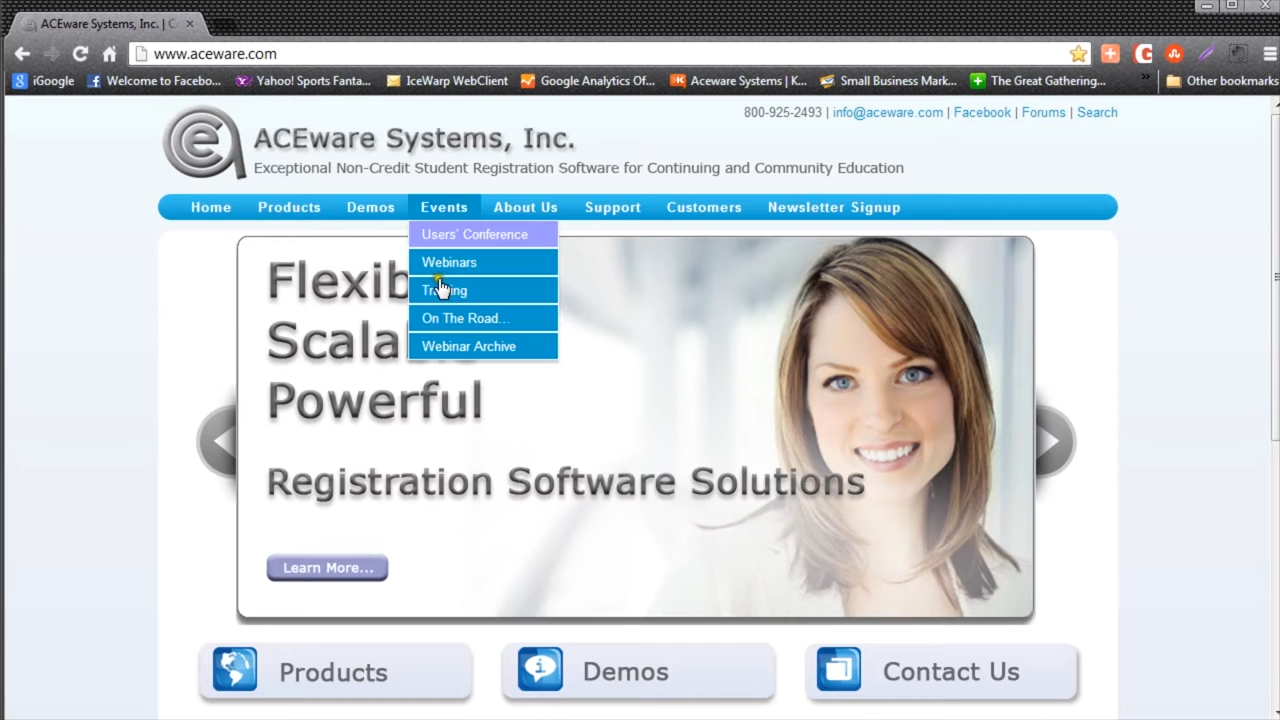 ACEware Systems, Inc. | C
www.aceware.com
iGoogle
Welcome to Facebo...
Yahoo! Sports Fanta...
IceWarp WebClient
Google Analytics Of...
Aceware Systems | K...
Small Business Mark...
The Great Gathering...
Other bookmarks
800-925-2493 | info@aceware.com | Facebook | Forums | Search
ACEware Systems, Inc.
Exceptional Non-Credit Student Registration Software for Continuing and Community Education
Home Products Demos Events About Us Support Customers Newsletter Signup
Users' Conference
Webinars
On The Road...
Webinar Archive
Powerful
Registration Software Solutions
Learn More...
Products
Demos
Contact Us